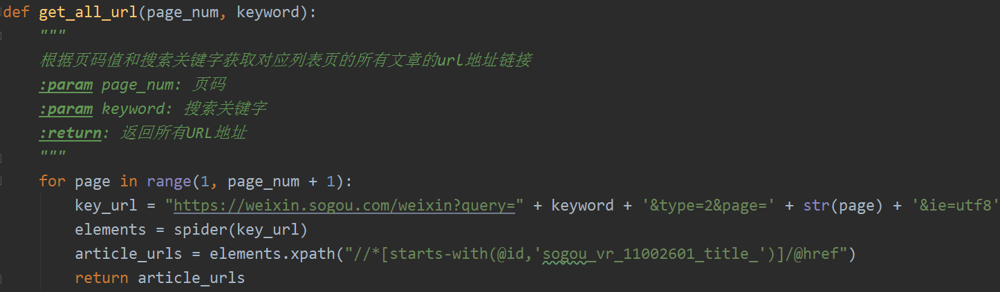 def get_all_url(page_num, keyword):
    """
    根据页码值和搜索关键字获取对应列表页的所有文章的url地址链接
    :param page_num: 页码
    :param keyword: 搜索关键字
    :return: 返回所有URL地址
    """
    for page in range(1, page_num + 1):
        key_url = "https://weixin.sogou.com/weixin?query=" + keyword + '&type=2&page=' + str(page) + '&ie=utf8'
        elements = spider(key_url)
        article_urls = elements.xpath("//*[starts-with(@id,'sogou_vr_11002601_title_')]/@href")
        return article_urls